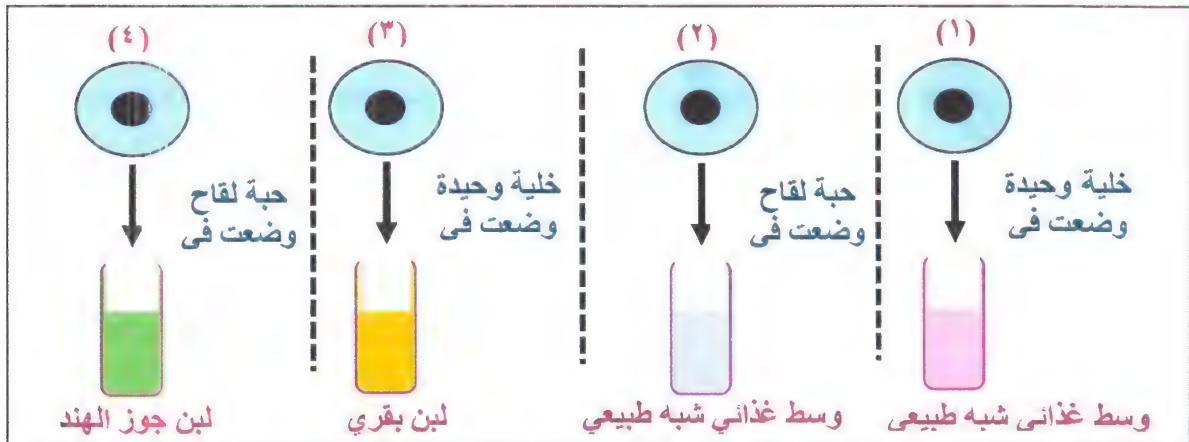 (١)
خلية وحيدة
وضعت فى
وسط غذائى شبه طبيعى
(٢)
حبة لقاح
وضعت فى
وسط غذائي شبه طبيعي
(٣)
خلية وحيدة
وضعت فى
لبن بقري
(٤)
حبة لقاح
وضعت فى
لبن جوز الهند